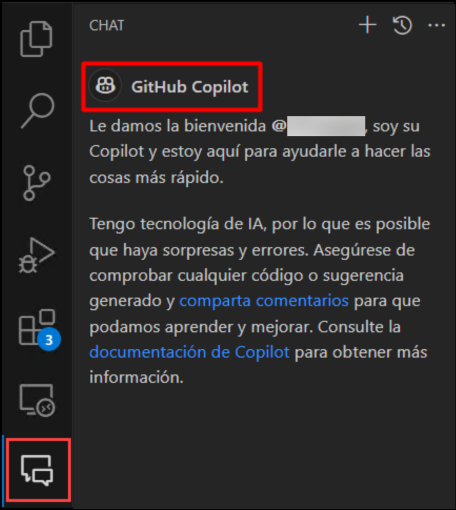 CHAT
GitHub Copilot
Le damos la bienvenida @ , soy su
Copilot y estoy aquí para ayudarle a hacer las
cosas más rápido.
Tengo tecnología de IA, por lo que es posible
que haya sorpresas y errores. Asegúrese de
comprobar cualquier código o sugerencia
generado y comparta comentarios para que
podamos aprender y mejorar. Consulte la
documentación de Copilot para obtener más
información.
3